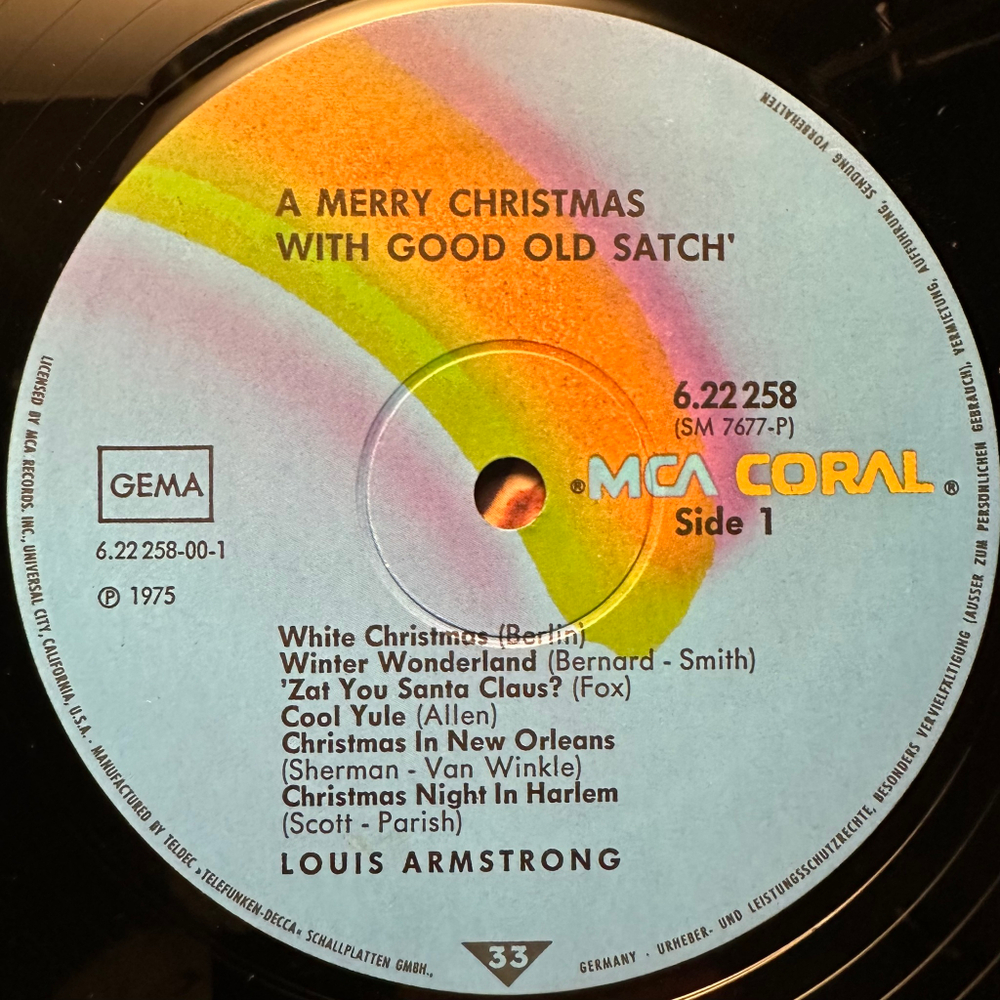 A MERRY CHRISTMAS
WITH GOOD OLD SATCH'
6.22 258
(SM 7677-P)
® MCA CORAL ®
Side 1
GEMA
6.22 258-00-1
℗ 1975
White Christmas (Berlin)
Winter Wonderland (Bernard - Smith)
'Zat You Santa Claus? (Fox)
Cool Yule (Allen)
Christmas In New Orleans
(Sherman - Van Winkle)
Christmas Night In Harlem
(Scott - Parish)
LOUIS ARMSTRONG
33
LICENSED BY MCA RECORDS, INC., UNIVERSAL CITY, CALIFORNIA, U.S.A. · MANUFACTURED BY TELDEC »TELEFUNKEN-DECCA« SCHALLPLATTEN GMBH., GERMANY · URHEBER- UND LEISTUNGSSCHUTZRECHTE, BESONDERS VERVIELFÄLTIGUNG (AUSSER ZUM PERSÖNLICHEN GEBRAUCH), VERMIETUNG, AUFFÜHRUNG, SENDUNG VORBEHALTEN